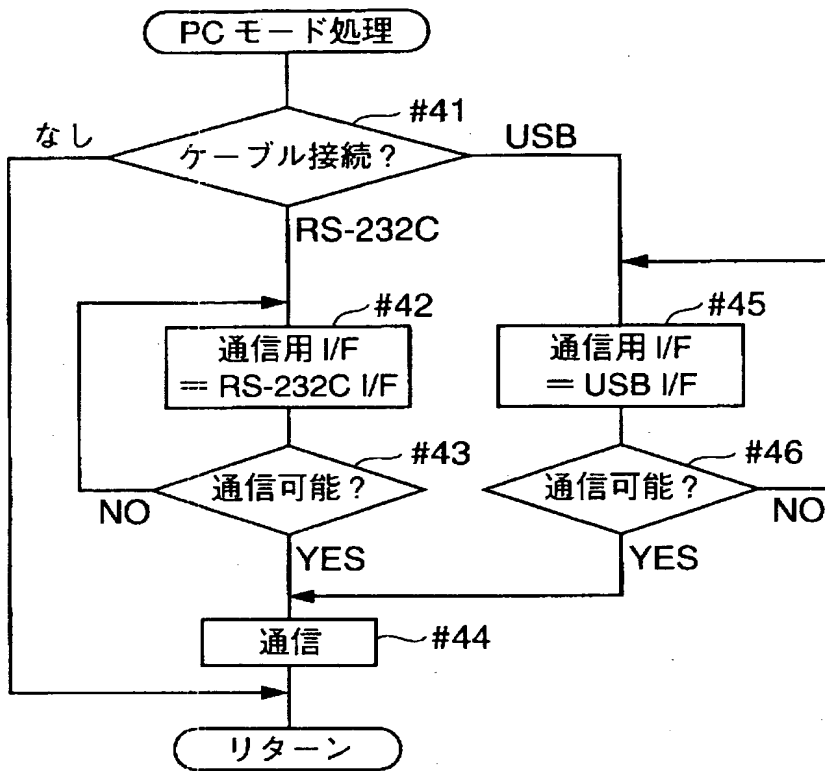 PC モード処理
#41
なし
ケーブル接続?
USB
RS-232C
#42
通信用 I/F
= RS-232C I/F
#45
通信用 I/F
= USB I/F
#43
通信可能?
NO
YES
#46
通信可能?
NO
YES
通信
#44
リターン